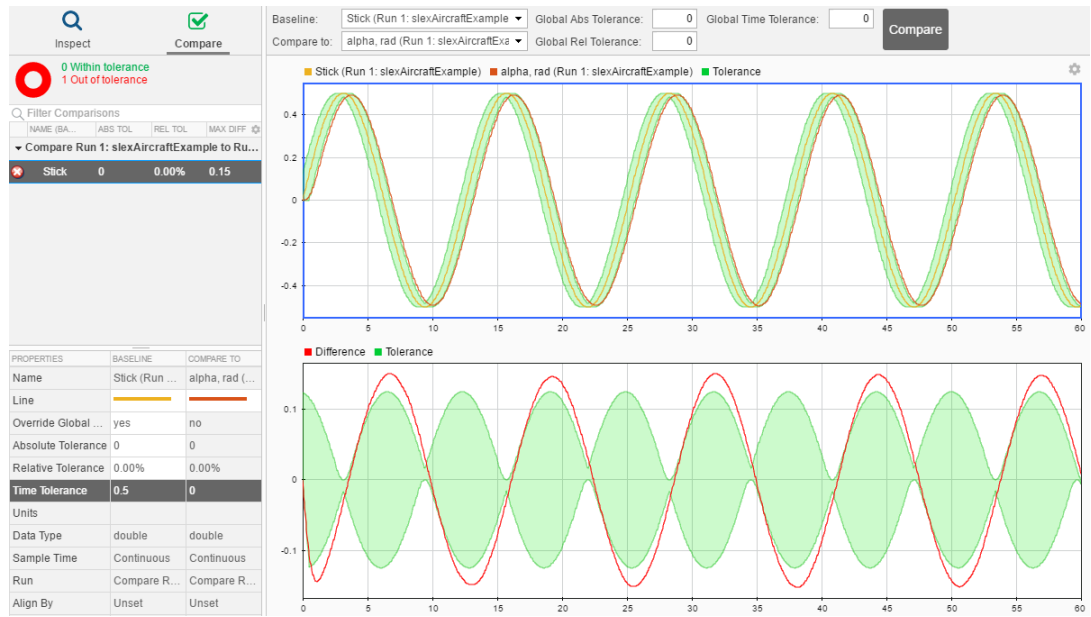 Inspect
Compare
Baseline: Stick (Run 1: slexAircraftExample Global Abs Tolerance: 0 Global Time Tolerance: 0
Compare to: alpha, rad (Run 1: slexAircraftExa Global Rel Tolerance: 0
Compare
0 Within tolerance
1 Out of tolerance
Filter Comparisons
NAME (BA... ABS TOL REL TOL MAX DIFF
Compare Run 1: slexAircraftExample to Ru...
Stick 0 0.00% 0.15
PROPERTIES BASELINE COMPARE TO
Name Stick (Run ... alpha, rad (...
Line
Override Global ... yes no
Absolute Tolerance 0 0
Relative Tolerance 0.00% 0.00%
Time Tolerance 0.5 0
Units
Data Type double double
Sample Time Continuous Continuous
Run Compare R... Compare R...
Align By Unset Unset
Stick (Run 1: slexAircraftExample) alpha, rad (Run 1: slexAircraftExample) Tolerance
0.4
0.2
0
-0.2
-0.4
0 5 10 15 20 25 30 35 40 45 50 55 60
Difference Tolerance
0.1
0
-0.1
0 5 10 15 20 25 30 35 40 45 50 55 60